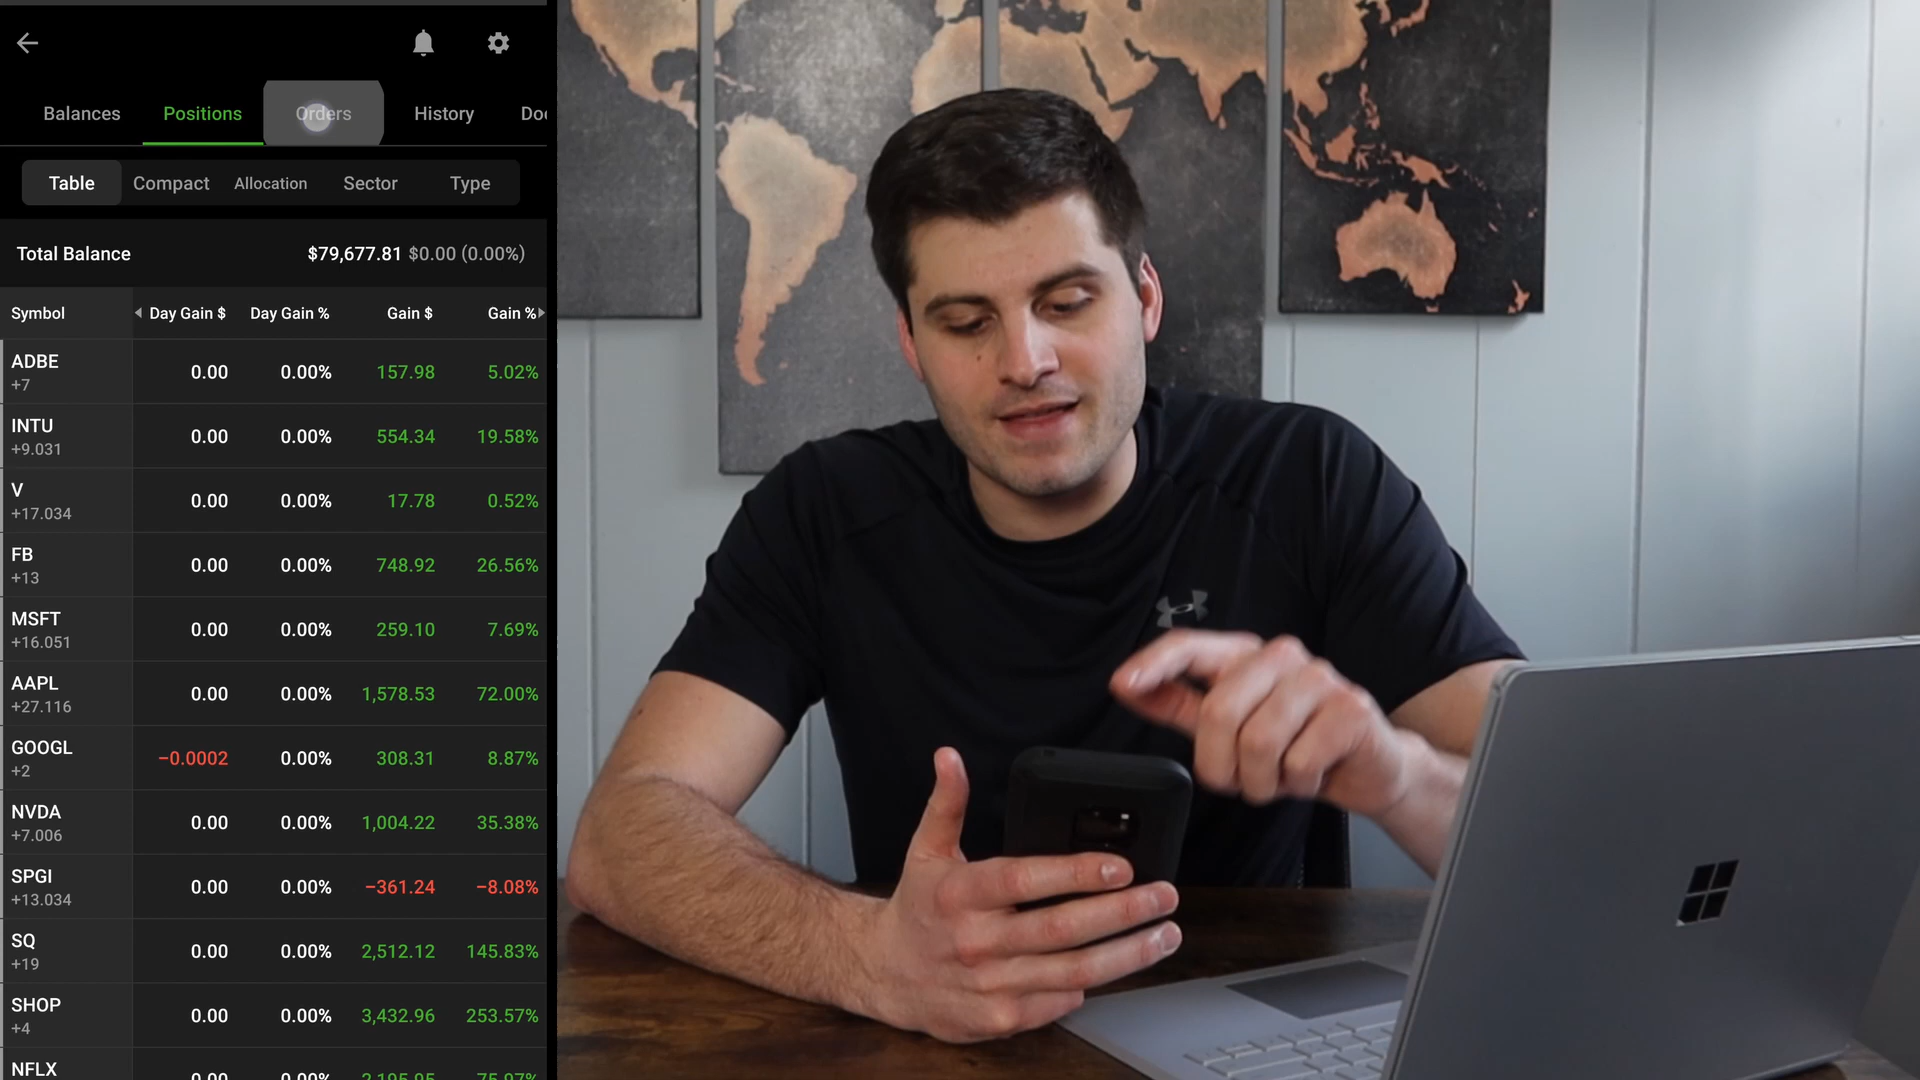 Balances Positions Orders History Doc
Table Compact Allocation Sector Type
Total Balance $79,677.81 $0.00 (0.00%)
Symbol Day Gain $ Day Gain % Gain $ Gain %
ADBE 0.00 0.00% 157.98 5.02%
+7
INTU 0.00 0.00% 554.34 19.58%
+9.031
V 0.00 0.00% 17.78 0.52%
+17.034
FB 0.00 0.00% 748.92 26.56%
+13
MSFT 0.00 0.00% 259.10 7.69%
+16.051
AAPL 0.00 0.00% 1,578.53 72.00%
+27.116
GOOGL −0.0002 0.00% 308.31 8.87%
+2
NVDA 0.00 0.00% 1,004.22 35.38%
+7.006
SPGI 0.00 0.00% −361.24 −8.08%
+13.034
SQ 0.00 0.00% 2,512.12 145.83%
+19
SHOP 0.00 0.00% 3,432.96 253.57%
+4
NFLX 0.00 0.00%